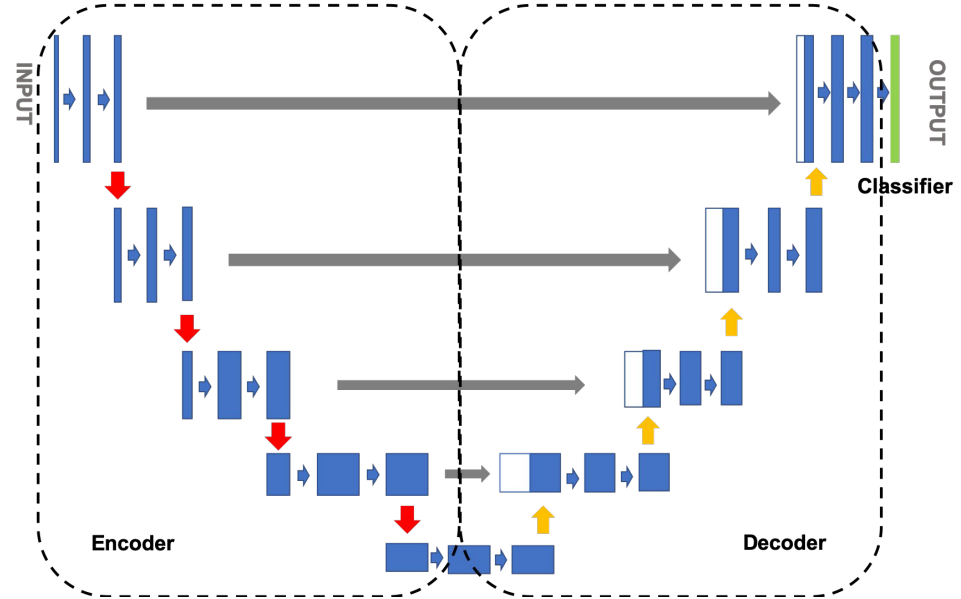 INPUT
OUTPUT
Classifier
Encoder
Decoder